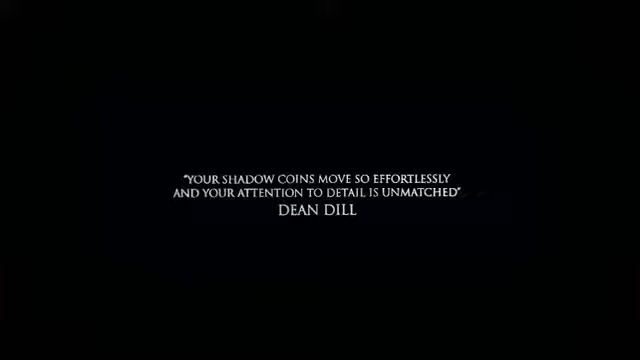 "YOUR SHADOW COINS MOVE SO EFFORTLESSLY
AND YOUR ATTENTION TO DETAIL IS UNMATCHED"
DEAN DILL